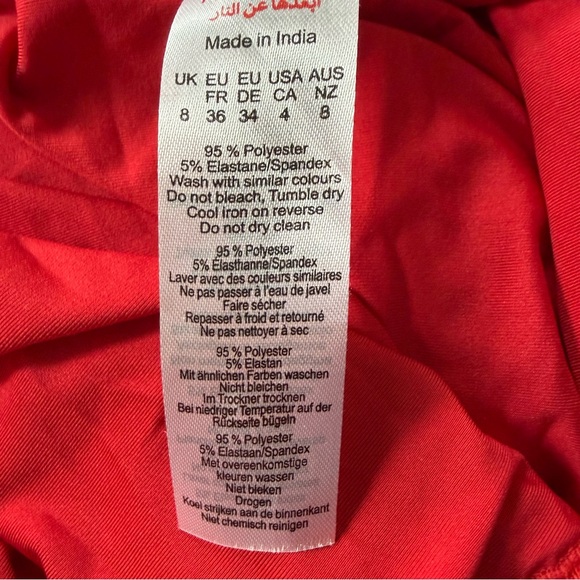 أبعدها عن النار
Made in India
UK EU EU USA AUS
FR DE CA NZ
8 36 34 4 8
95 % Polyester
5% Elastane/Spandex
Wash with similar colours
Do not bleach, Tumble dry
Cool iron on reverse
Do not dry clean
95 % Polyester
5% Elasthanne/Spandex
Laver avec des couleurs similaires
Ne pas passer à l'eau de javel
Faire sécher
Repasser à froid et retourné
Ne pas nettoyer à sec
95 % Polyester
5% Elastan
Mit ähnlichen Farben waschen
Nicht bleichen
Im Trockner trocknen
Bei niedriger Temperatur auf der
Rückseite bügeln
95 % Polyester
5% Elastaan/Spandex
Met overeenkomstige
kleuren wassen
Niet bleken
Drogen
Koel strijken aan de binnenkant
Niet chemisch reinigen